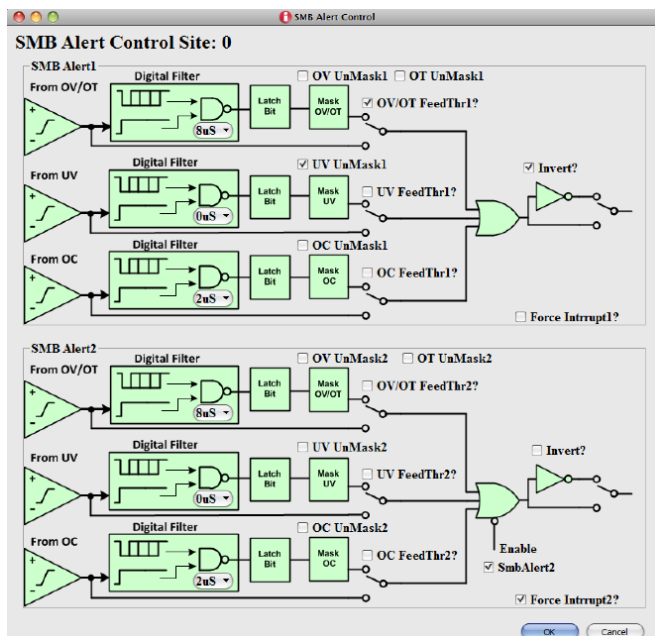 SMB Alert Control
SMB Alert Control Site: 0
SMB Alert1
From OV/OT
Digital Filter
8uS
Latch Bit
Mask OV/OT
OV UnMask1
OT UnMask1
OV/OT FeedThr1?
From UV
Digital Filter
0uS
Latch Bit
Mask UV
UV UnMask1
UV FeedThr1?
Invert?
From OC
Digital Filter
2uS
Latch Bit
Mask OC
OC UnMask1
OC FeedThr1?
Force Intrrupt1?
SMB Alert2
From OV/OT
Digital Filter
8uS
Latch Bit
Mask OV/OT
OV UnMask2
OT UnMask2
OV/OT FeedThr2?
From UV
Digital Filter
0uS
Latch Bit
Mask UV
UV UnMask2
UV FeedThr2?
Invert?
From OC
Digital Filter
2uS
Latch Bit
Mask OC
OC UnMask2
OC FeedThr2?
Enable
SmbAlert2
Force Intrrupt2?
OK
Cancel